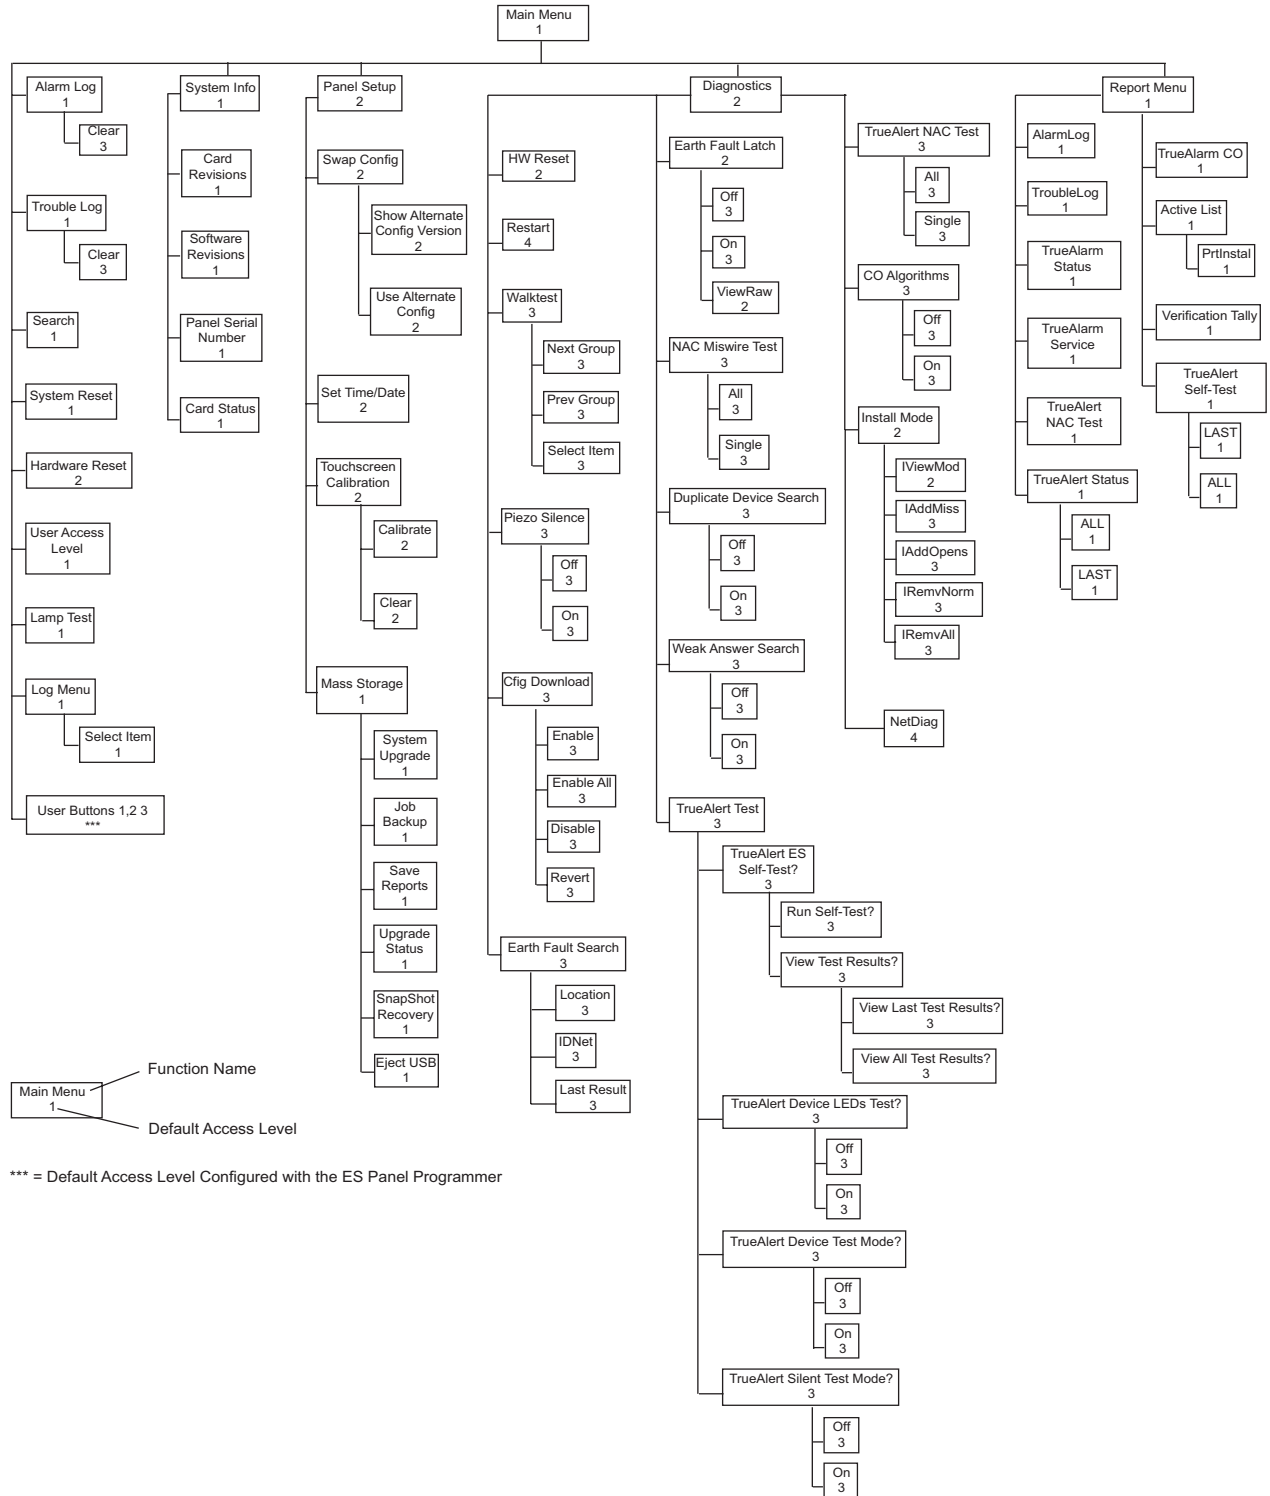 Main Menu
1
Alarm Log
1
Clear
3
Trouble Log
1
Clear
3
Search
1
System Reset
1
Hardware Reset
2
User Access
Level
1
Lamp Test
1
Log Menu
1
Select Item
1
User Buttons 1,2 3
***
System Info
1
Card
Revisions
1
Software
Revisions
1
Panel Serial
Number
1
Card Status
1
Panel Setup
2
Swap Config
2
Show Alternate
Config Version
2
Use Alternate
Config
2
Set Time/Date
2
Touchscreen
Calibration
2
Calibrate
2
Clear
2
Mass Storage
1
System
Upgrade
1
Job
Backup
1
Save
Reports
1
Upgrade
Status
1
SnapShot
Recovery
1
Eject USB
1
Diagnostics
2
HW Reset
2
Restart
4
Walktest
3
Next Group
3
Prev Group
3
Select Item
3
Piezo Silence
3
Off
3
On
3
Cfig Download
3
Enable
3
Enable All
3
Disable
3
Revert
3
Earth Fault Search
3
Location
3
IDNet
3
Last Result
3
Earth Fault Latch
2
Off
3
On
3
ViewRaw
2
NAC Miswire Test
3
All
3
Single
3
Duplicate Device Search
3
Off
3
On
3
Weak Answer Search
3
Off
3
On
3
TrueAlert Test
3
TrueAlert ES
Self-Test?
3
Run Self-Test?
3
View Test Results?
3
View Last Test Results?
3
View All Test Results?
3
TrueAlert Device LEDs Test?
3
Off
3
On
3
TrueAlert Device Test Mode?
3
Off
3
On
3
TrueAlert Silent Test Mode?
3
Off
3
On
3
TrueAlert NAC Test
3
All
3
Single
3
CO Algorithms
3
Off
3
On
3
Install Mode
2
IViewMod
2
IAddMiss
3
IAddOpens
3
IRemvNorm
3
IRemvAll
3
NetDiag
4
Report Menu
1
AlarmLog
1
TroubleLog
1
TrueAlarm
Status
1
TrueAlarm
Service
1
TrueAlert
NAC Test
1
TrueAlert Status
1
ALL
1
LAST
1
TrueAlarm CO
1
Active List
1
PrtInstal
1
Verification Tally
1
TrueAlert
Self-Test
1
LAST
1
ALL
1
Function Name
Main Menu
1
Default Access Level
*** = Default Access Level Configured with the ES Panel Programmer